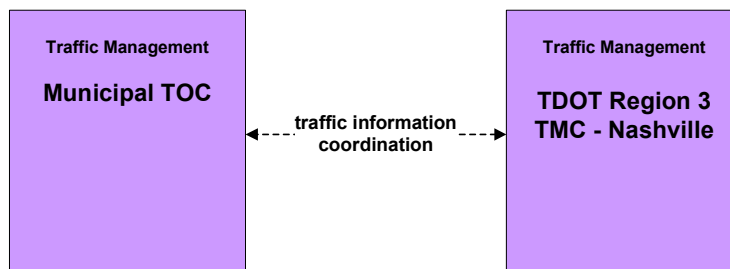 Traffic Management
Municipal TOC
traffic information
coordination
Traffic Management
TDOT Region 3
TMC - Nashville